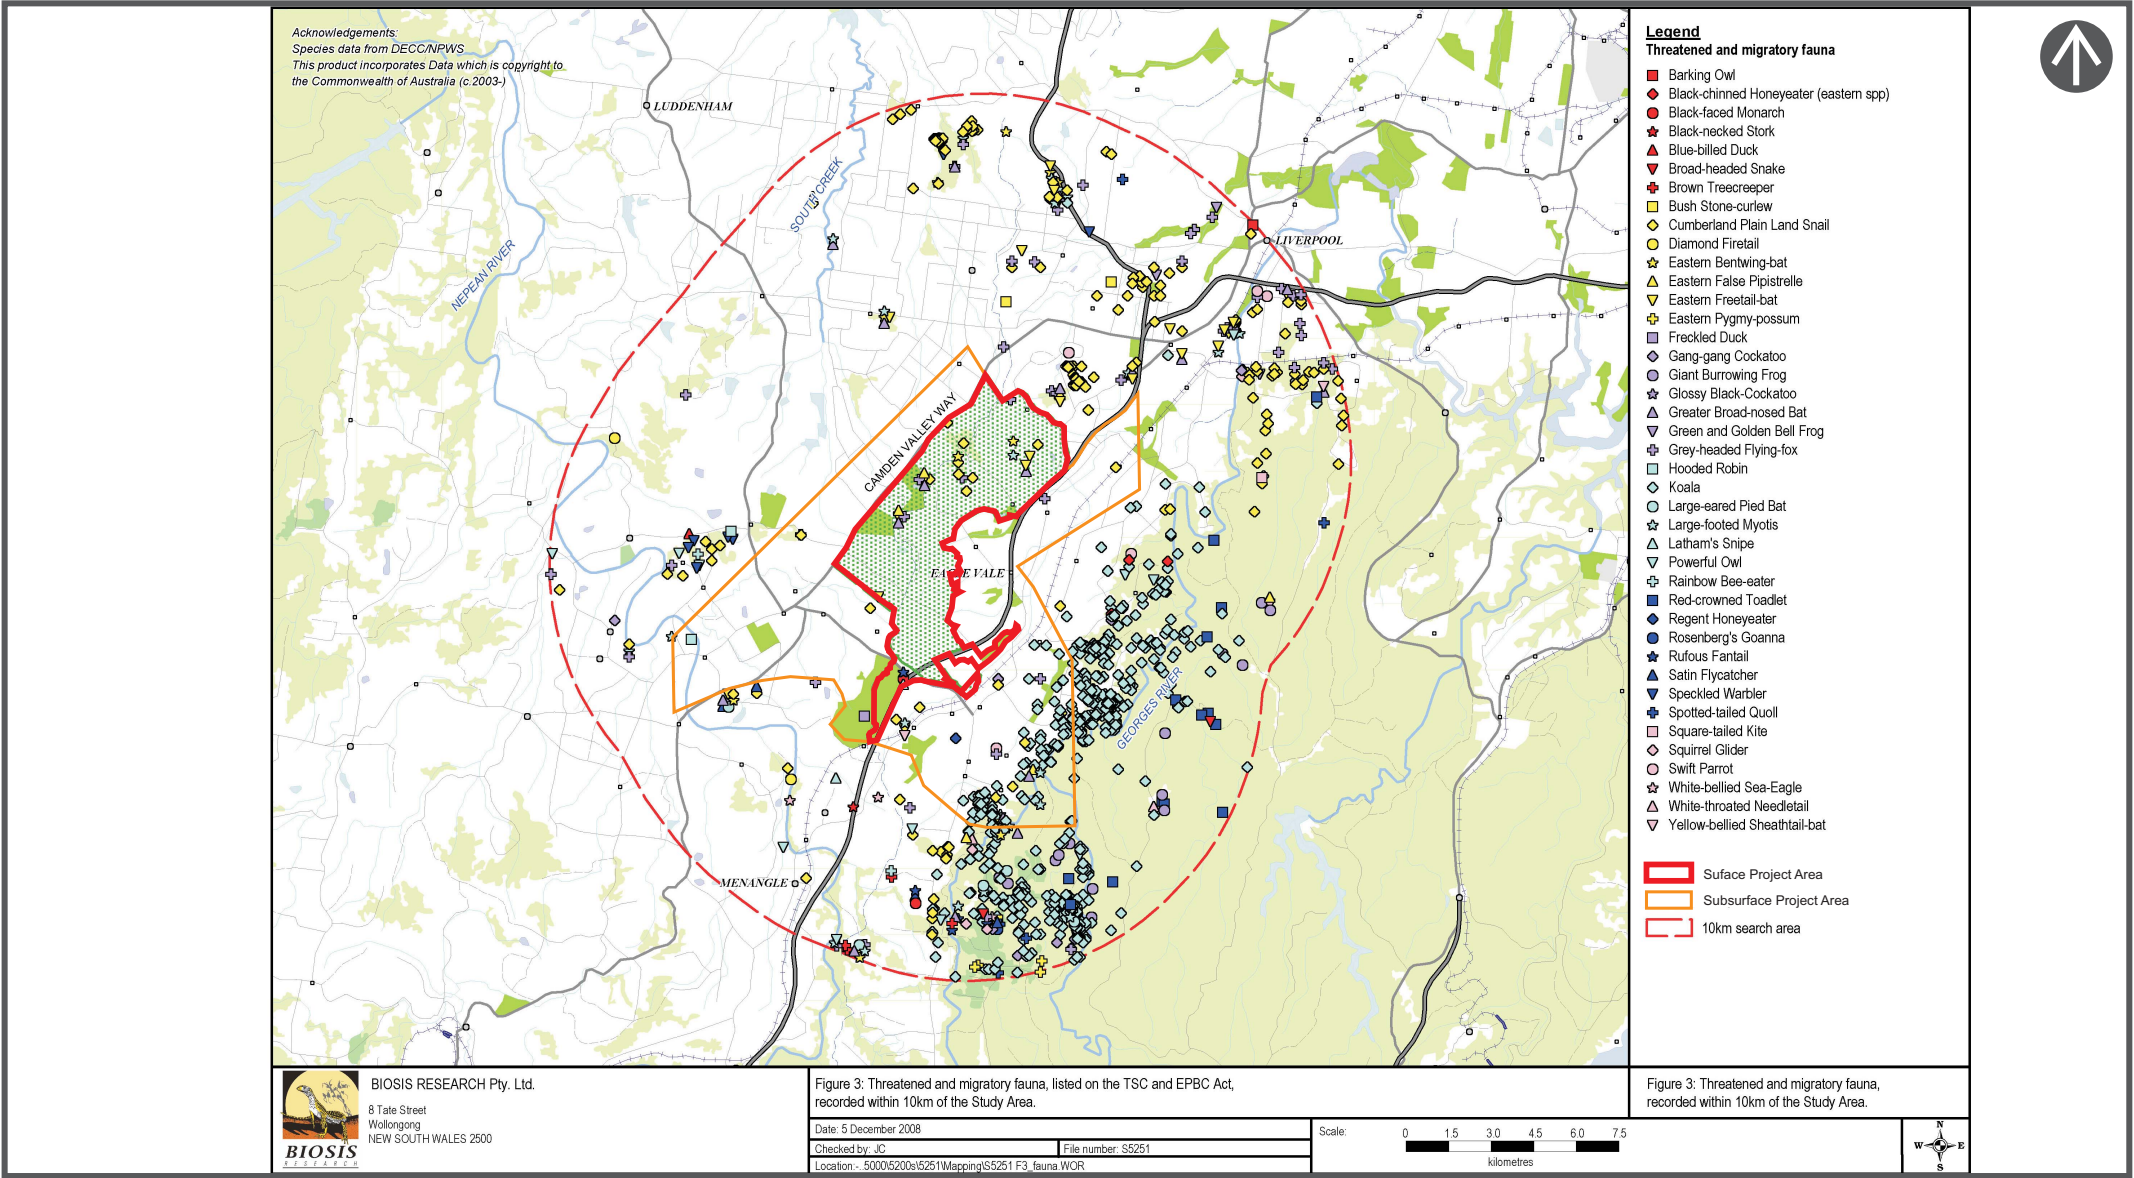 Acknowledgements:
Species data from DECC/NPWS
This product incorporates Data which is copyright to
the Commonwealth of Australia (c.2003-)
LUDDENHAM
SOUTH CREEK
NEPEAN RIVER
LIVERPOOL
CAMDEN VALLEY WAY
EAGLE VALE
GEORGES RIVER
MENANGLE
Legend
Threatened and migratory fauna
Barking Owl
Black-chinned Honeyeater (eastern spp)
Black-faced Monarch
Black-necked Stork
Blue-billed Duck
Broad-headed Snake
Brown Treecreeper
Bush Stone-curlew
Cumberland Plain Land Snail
Diamond Firetail
Eastern Bentwing-bat
Eastern False Pipistrelle
Eastern Freetail-bat
Eastern Pygmy-possum
Freckled Duck
Gang-gang Cockatoo
Giant Burrowing Frog
Glossy Black-Cockatoo
Greater Broad-nosed Bat
Green and Golden Bell Frog
Grey-headed Flying-fox
Hooded Robin
Koala
Large-eared Pied Bat
Large-footed Myotis
Latham's Snipe
Powerful Owl
Rainbow Bee-eater
Red-crowned Toadlet
Regent Honeyeater
Rosenberg's Goanna
Rufous Fantail
Satin Flycatcher
Speckled Warbler
Spotted-tailed Quoll
Square-tailed Kite
Squirrel Glider
Swift Parrot
White-bellied Sea-Eagle
White-throated Needletail
Yellow-bellied Sheathtail-bat
Suface Project Area
Subsurface Project Area
10km search area
BIOSIS
RESEARCH
BIOSIS RESEARCH Pty. Ltd.
8 Tate Street
Wollongong
NEW SOUTH WALES 2500
Figure 3: Threatened and migratory fauna, listed on the TSC and EPBC Act,
recorded within 10km of the Study Area.
Date: 5 December 2008
Checked by: JC
File number: S5251
Location:-..5000\5200s\5251\Mapping\S5251 F3_fauna.WOR
Scale:
0 1.5 3.0 4.5 6.0 7.5
kilometres
Figure 3: Threatened and migratory fauna,
recorded within 10km of the Study Area.
N
W E
S